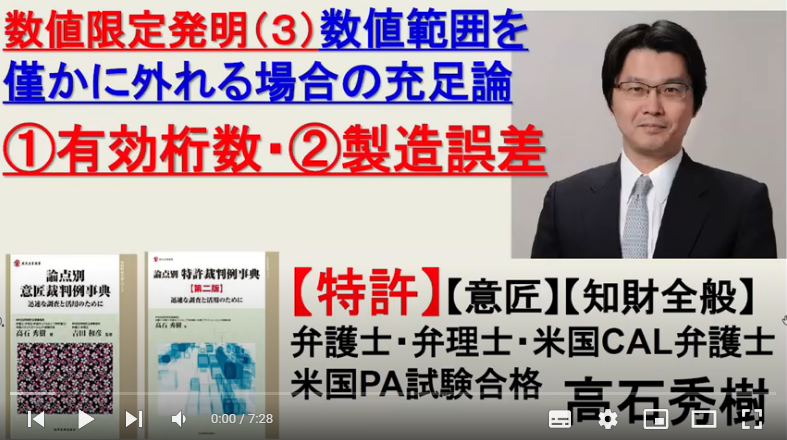 数値限定発明(３)数値範囲を
僅かに外れる場合の充足論
①有効桁数・②製造誤差
論点別
意匠裁判例事典
迅速な調査と活用のために
高石 秀樹
吉田 和彦
論点別 特許裁判例事典
【第二版】
迅速な調査と活用のために
高石 秀樹
【特許】【意匠】【知財全般】
弁護士・弁理士・米国CAL弁護士
米国PA試験合格 高石秀樹
0:00 / 7:28